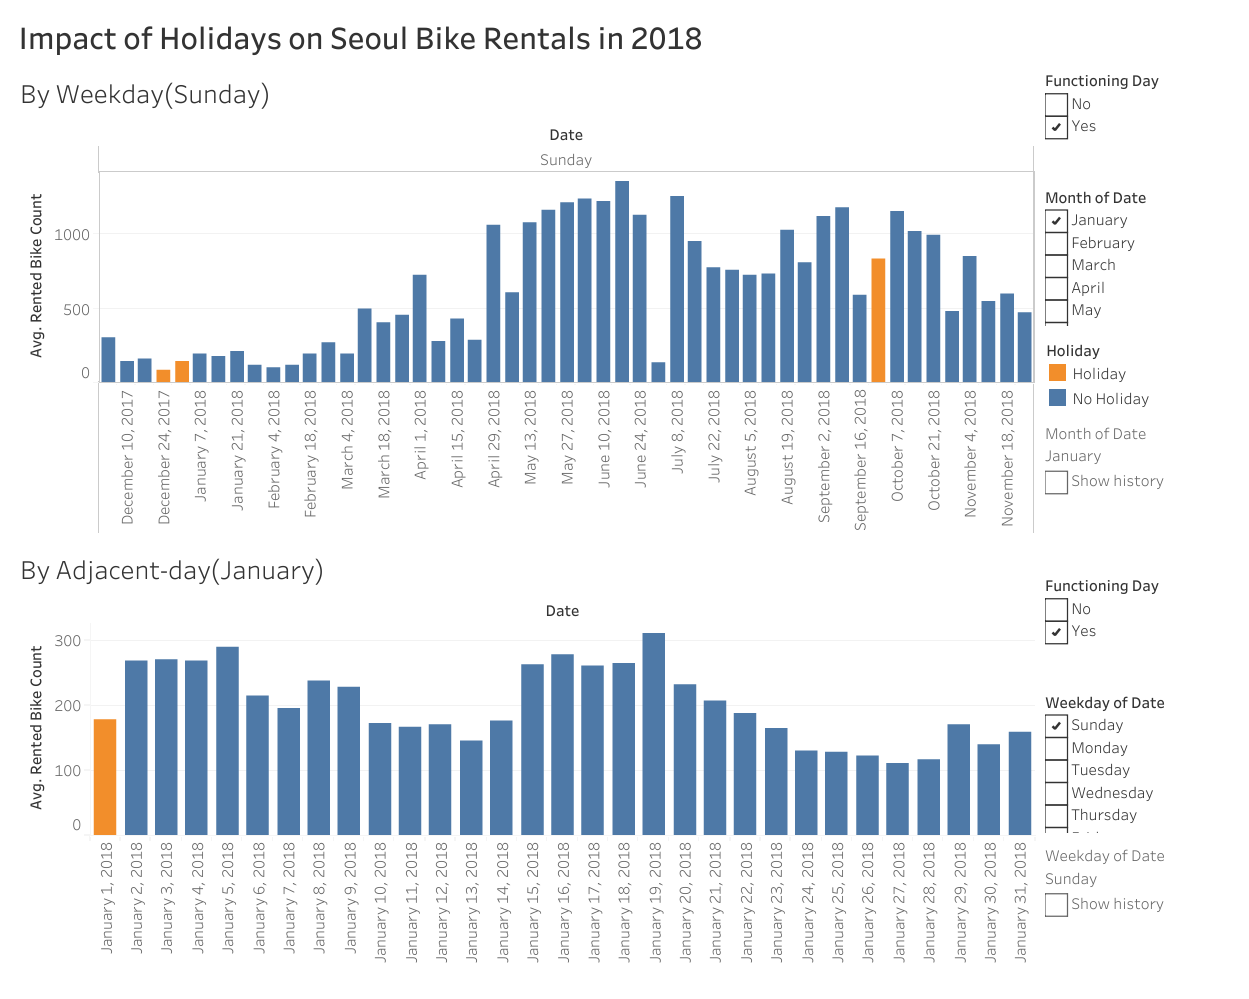 Impact of Holidays on Seoul Bike Rentals in 2018
By Weekday(Sunday)
Date
Sunday
Avg. Rented Bike Count
1000
500
0
December 10, 2017
December 24, 2017
January 7, 2018
January 21, 2018
February 4, 2018
February 18, 2018
March 4, 2018
March 18, 2018
April 1, 2018
April 15, 2018
April 29, 2018
May 13, 2018
May 27, 2018
June 10, 2018
June 24, 2018
July 8, 2018
July 22, 2018
August 5, 2018
August 19, 2018
September 2, 2018
September 16, 2018
October 7, 2018
October 21, 2018
November 4, 2018
November 18, 2018
Functioning Day
No
Yes
Month of Date
January
February
March
April
May
Holiday
Holiday
No Holiday
Month of Date
January
Show history
By Adjacent-day(January)
Date
Avg. Rented Bike Count
300
200
100
0
January 1, 2018
January 2, 2018
January 3, 2018
January 4, 2018
January 5, 2018
January 6, 2018
January 7, 2018
January 8, 2018
January 9, 2018
January 10, 2018
January 11, 2018
January 12, 2018
January 13, 2018
January 14, 2018
January 15, 2018
January 16, 2018
January 17, 2018
January 18, 2018
January 19, 2018
January 20, 2018
January 21, 2018
January 22, 2018
January 23, 2018
January 24, 2018
January 25, 2018
January 26, 2018
January 27, 2018
January 28, 2018
January 29, 2018
January 30, 2018
January 31, 2018
Functioning Day
No
Yes
Weekday of Date
Sunday
Monday
Tuesday
Wednesday
Thursday
Weekday of Date
Sunday
Show history